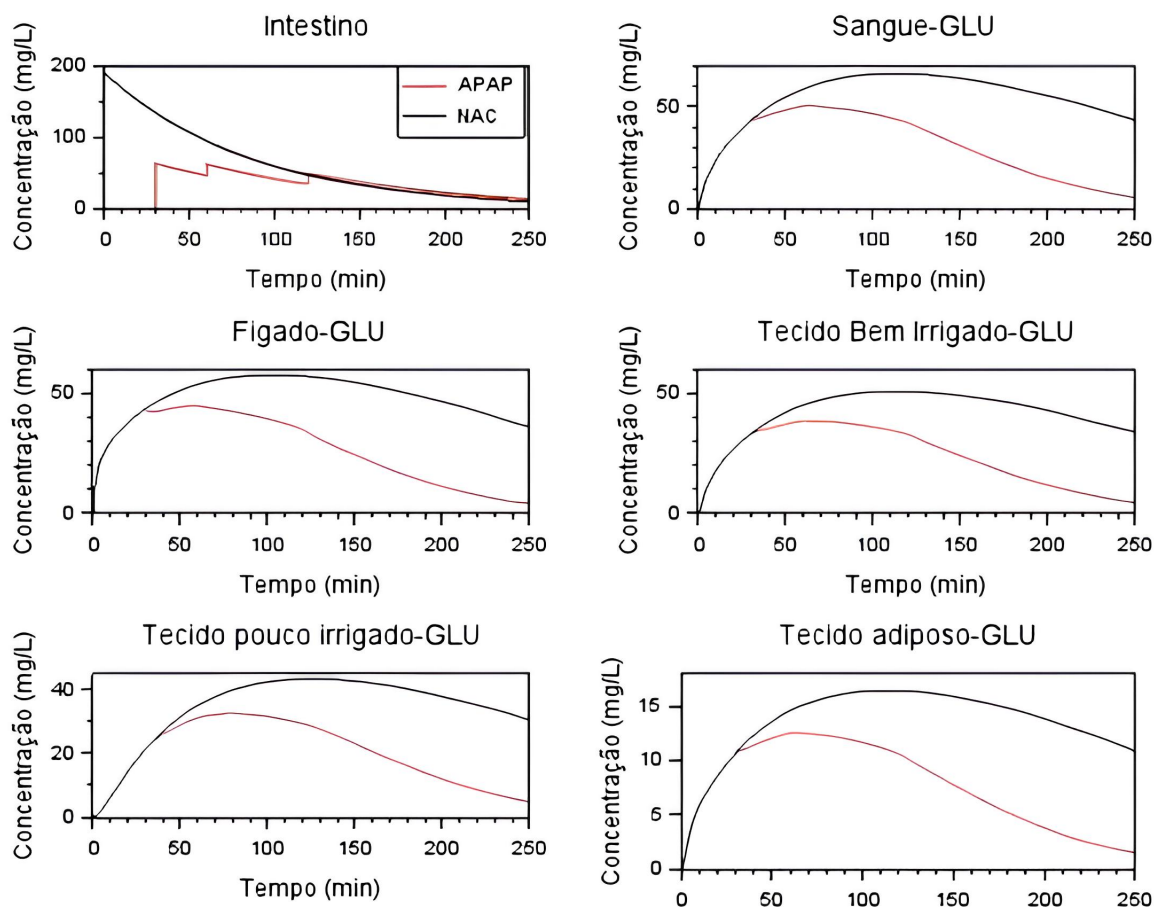 Intestino
Concentração (mg/L)
200
100
0
APAP
NAC
0 50 100 150 200 250
Tempo (min)
Sangue-GLU
Concentração (mg/L)
50
0
0 50 100 150 200 250
Tempo (min)
Figado-GLU
Concentração (mg/L)
50
0
0 50 100 150 200 250
Tempo (min)
Tecido Bem Irrigado-GLU
Concentração (mg/L)
50
0
0 50 100 150 200 250
Tempo (min)
Tecido pouco irrigado-GLU
Concentração (mg/L)
40
20
0
0 50 100 150 200 250
Tempo (min)
Tecido adiposo-GLU
Concentração (mg/L)
15
10
5
0
0 50 100 150 200 250